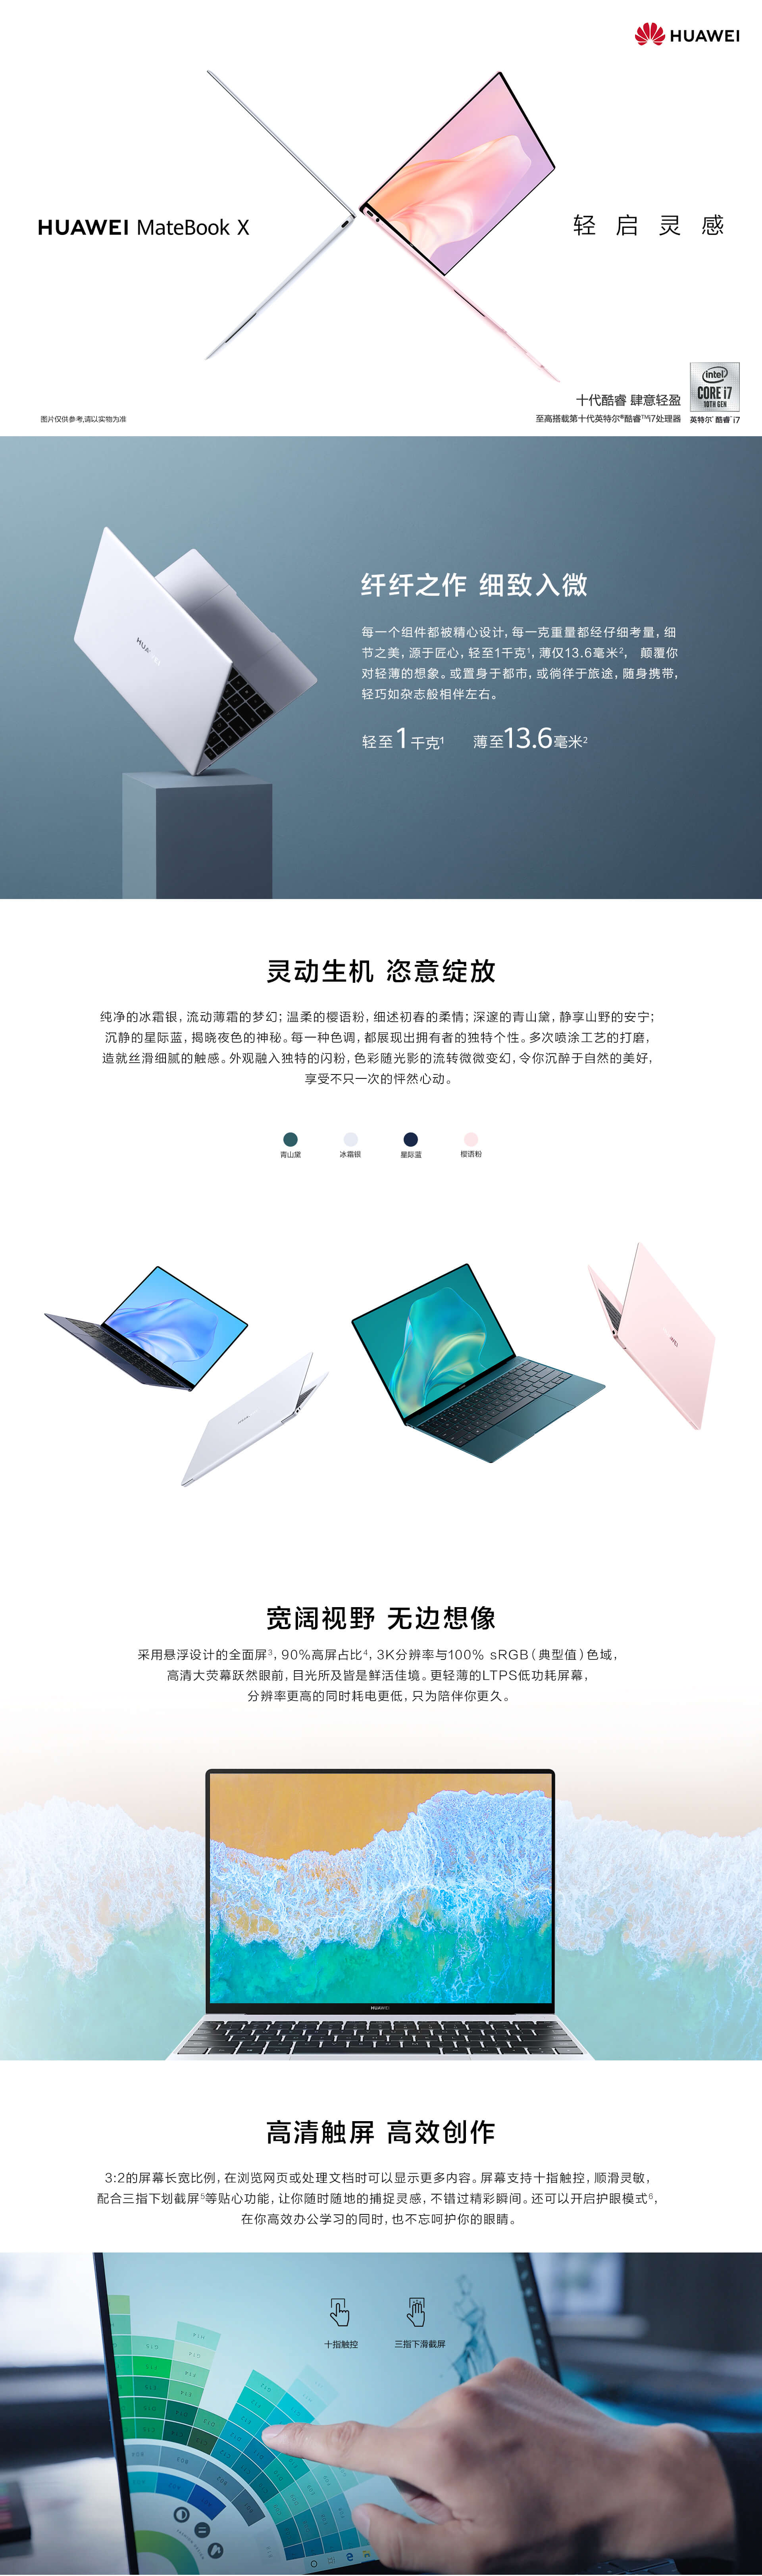 HUAWEI
HUAWEI MateBook X
轻启灵感
十代酷睿 肆意轻盈
至高搭载第十代英特尔®酷睿™i7处理器
intel
CORE i7
10TH GEN
英特尔® 酷睿™ i7
图片仅供参考,请以实物为准
纤纤之作 细致入微
每一个组件都被精心设计，每一克重量都经仔细考量，细
节之美，源于匠心，轻至1千克¹，薄仅13.6毫米²， 颠覆你
对轻薄的想象。或置身于都市，或徜徉于旅途，随身携带，
轻巧如杂志般相伴左右。
轻至1千克¹ 薄至13.6毫米²
灵动生机 恣意绽放
纯净的冰霜银，流动薄霜的梦幻；温柔的樱语粉，细述初春的柔情；深邃的青山黛，静享山野的安宁；
沉静的星际蓝，揭晓夜色的神秘。每一种色调，都展现出拥有者的独特个性。多次喷涂工艺的打磨，
造就丝滑细腻的触感。外观融入独特的闪粉，色彩随光影的流转微微变幻，令你沉醉于自然的美好，
享受不只一次的怦然心动。
青山黛 冰霜银 星际蓝 樱语粉
宽阔视野 无边想像
采用悬浮设计的全面屏³，90%高屏占比⁴，3K分辨率与100% sRGB（典型值）色域，
高清大荧幕跃然眼前，目光所及皆是鲜活佳境。更轻薄的LTPS低功耗屏幕，
分辨率更高的同时耗电更低，只为陪伴你更久。
HUAWEI
高清触屏 高效创作
3:2的屏幕长宽比例，在浏览网页或处理文档时可以显示更多内容。屏幕支持十指触控，顺滑灵敏，
配合三指下划截屏⁵等贴心功能，让你随时随地的捕捉灵感，不错过精彩瞬间。还可以开启护眼模式⁶，
在你高效办公学习的同时，也不忘呵护你的眼睛。
十指触控 三指下滑截屏